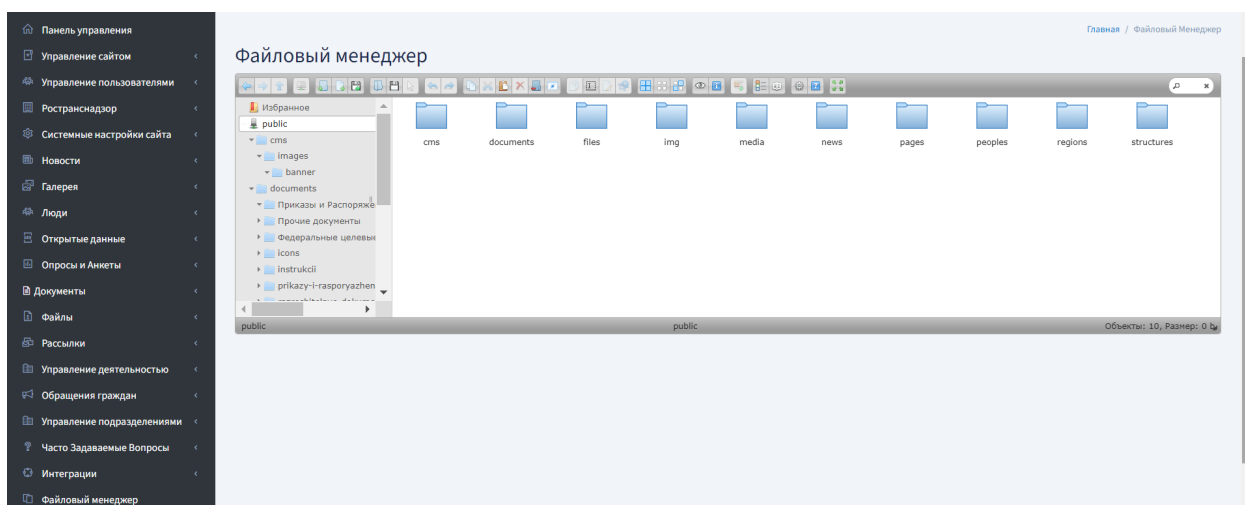 Панель управления
Управление сайтом
Управление пользователями
Ространснадзор
Системные настройки сайта
Новости
Галерея
Люди
Открытые данные
Опросы и Анкеты
Документы
Файлы
Рассылки
Управление деятельностью
Обращения граждан
Управление подразделениями
Часто Задаваемые Вопросы
Интеграции
Файловый менеджер
Главная / Файловый Менеджер
Файловый менеджер
Избранное
public
cms
images
banner
documents
Приказы и Распоряже
Прочие документы
Федеральные целевые
icons
instrukcii
prikazy-i-rasporyazhen
cms documents files img media news pages peoples regions structures
public public Объекты: 10, Размер: 0 b